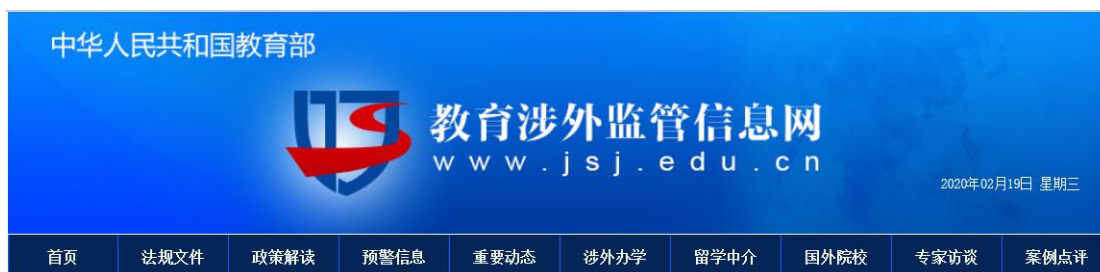 中华人民共和国教育部
教育涉外监管信息网
www.jsj.edu.cn
2020年02月19日 星期三
首页 法规文件 政策解读 预警信息 重要动态 涉外办学 留学中介 国外院校 专家访谈 案例点评